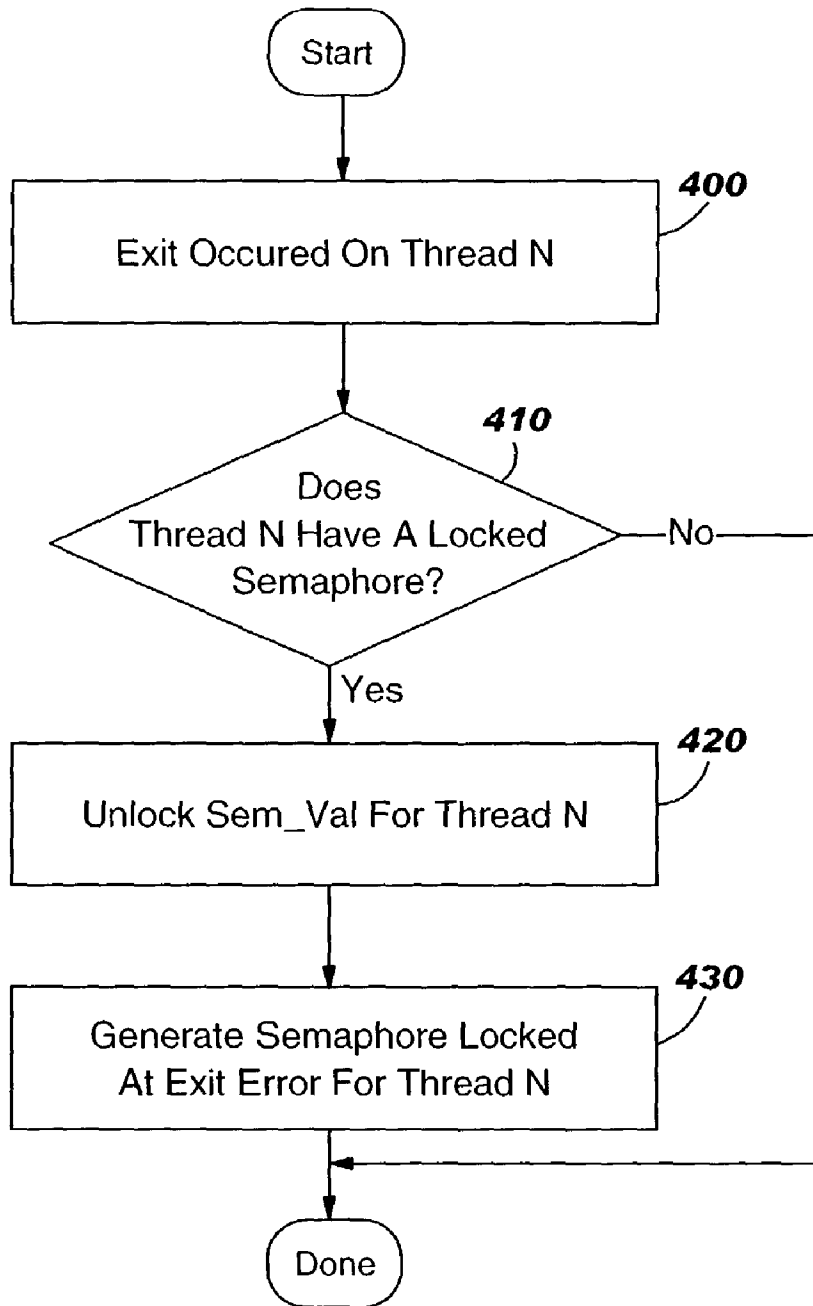 Start
400
Exit Occured On Thread N
410
Does
Thread N Have A Locked
Semaphore?
No
Yes
420
Unlock Sem_Val For Thread N
430
Generate Semaphore Locked
At Exit Error For Thread N
Done